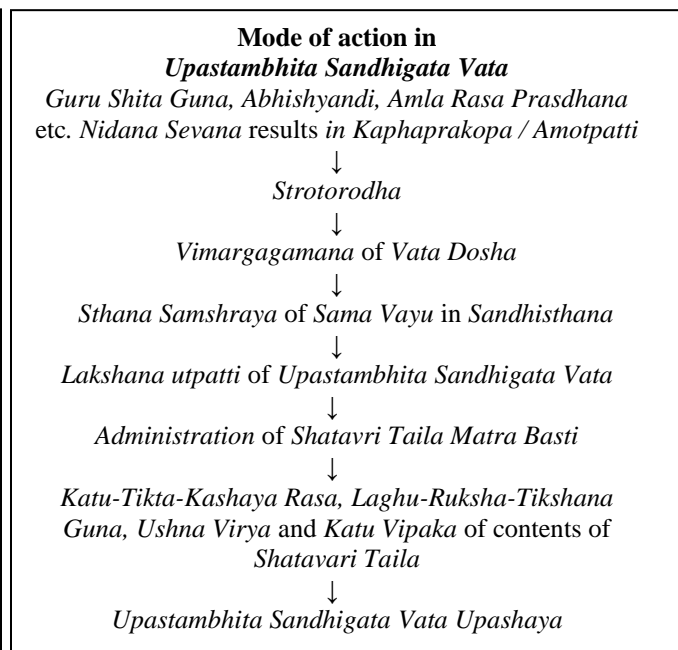 Mode of action in
Upastambhita Sandhigata Vata
Guru Shita Guna, Abhishyandi, Amla Rasa Prasdhana
etc. Nidana Sevana results in Kaphaprakopa / Amotpatti
↓
Strotorodha
↓
Vimargagamana of Vata Dosha
↓
Sthana Samshraya of Sama Vayu in Sandhisthana
↓
Lakshana utpatti of Upastambhita Sandhigata Vata
↓
Administration of Shatavri Taila Matra Basti
↓
Katu-Tikta-Kashaya Rasa, Laghu-Ruksha-Tikshana
Guna, Ushna Virya and Katu Vipaka of contents of
Shatavari Taila
↓
Upastambhita Sandhigata Vata Upashaya